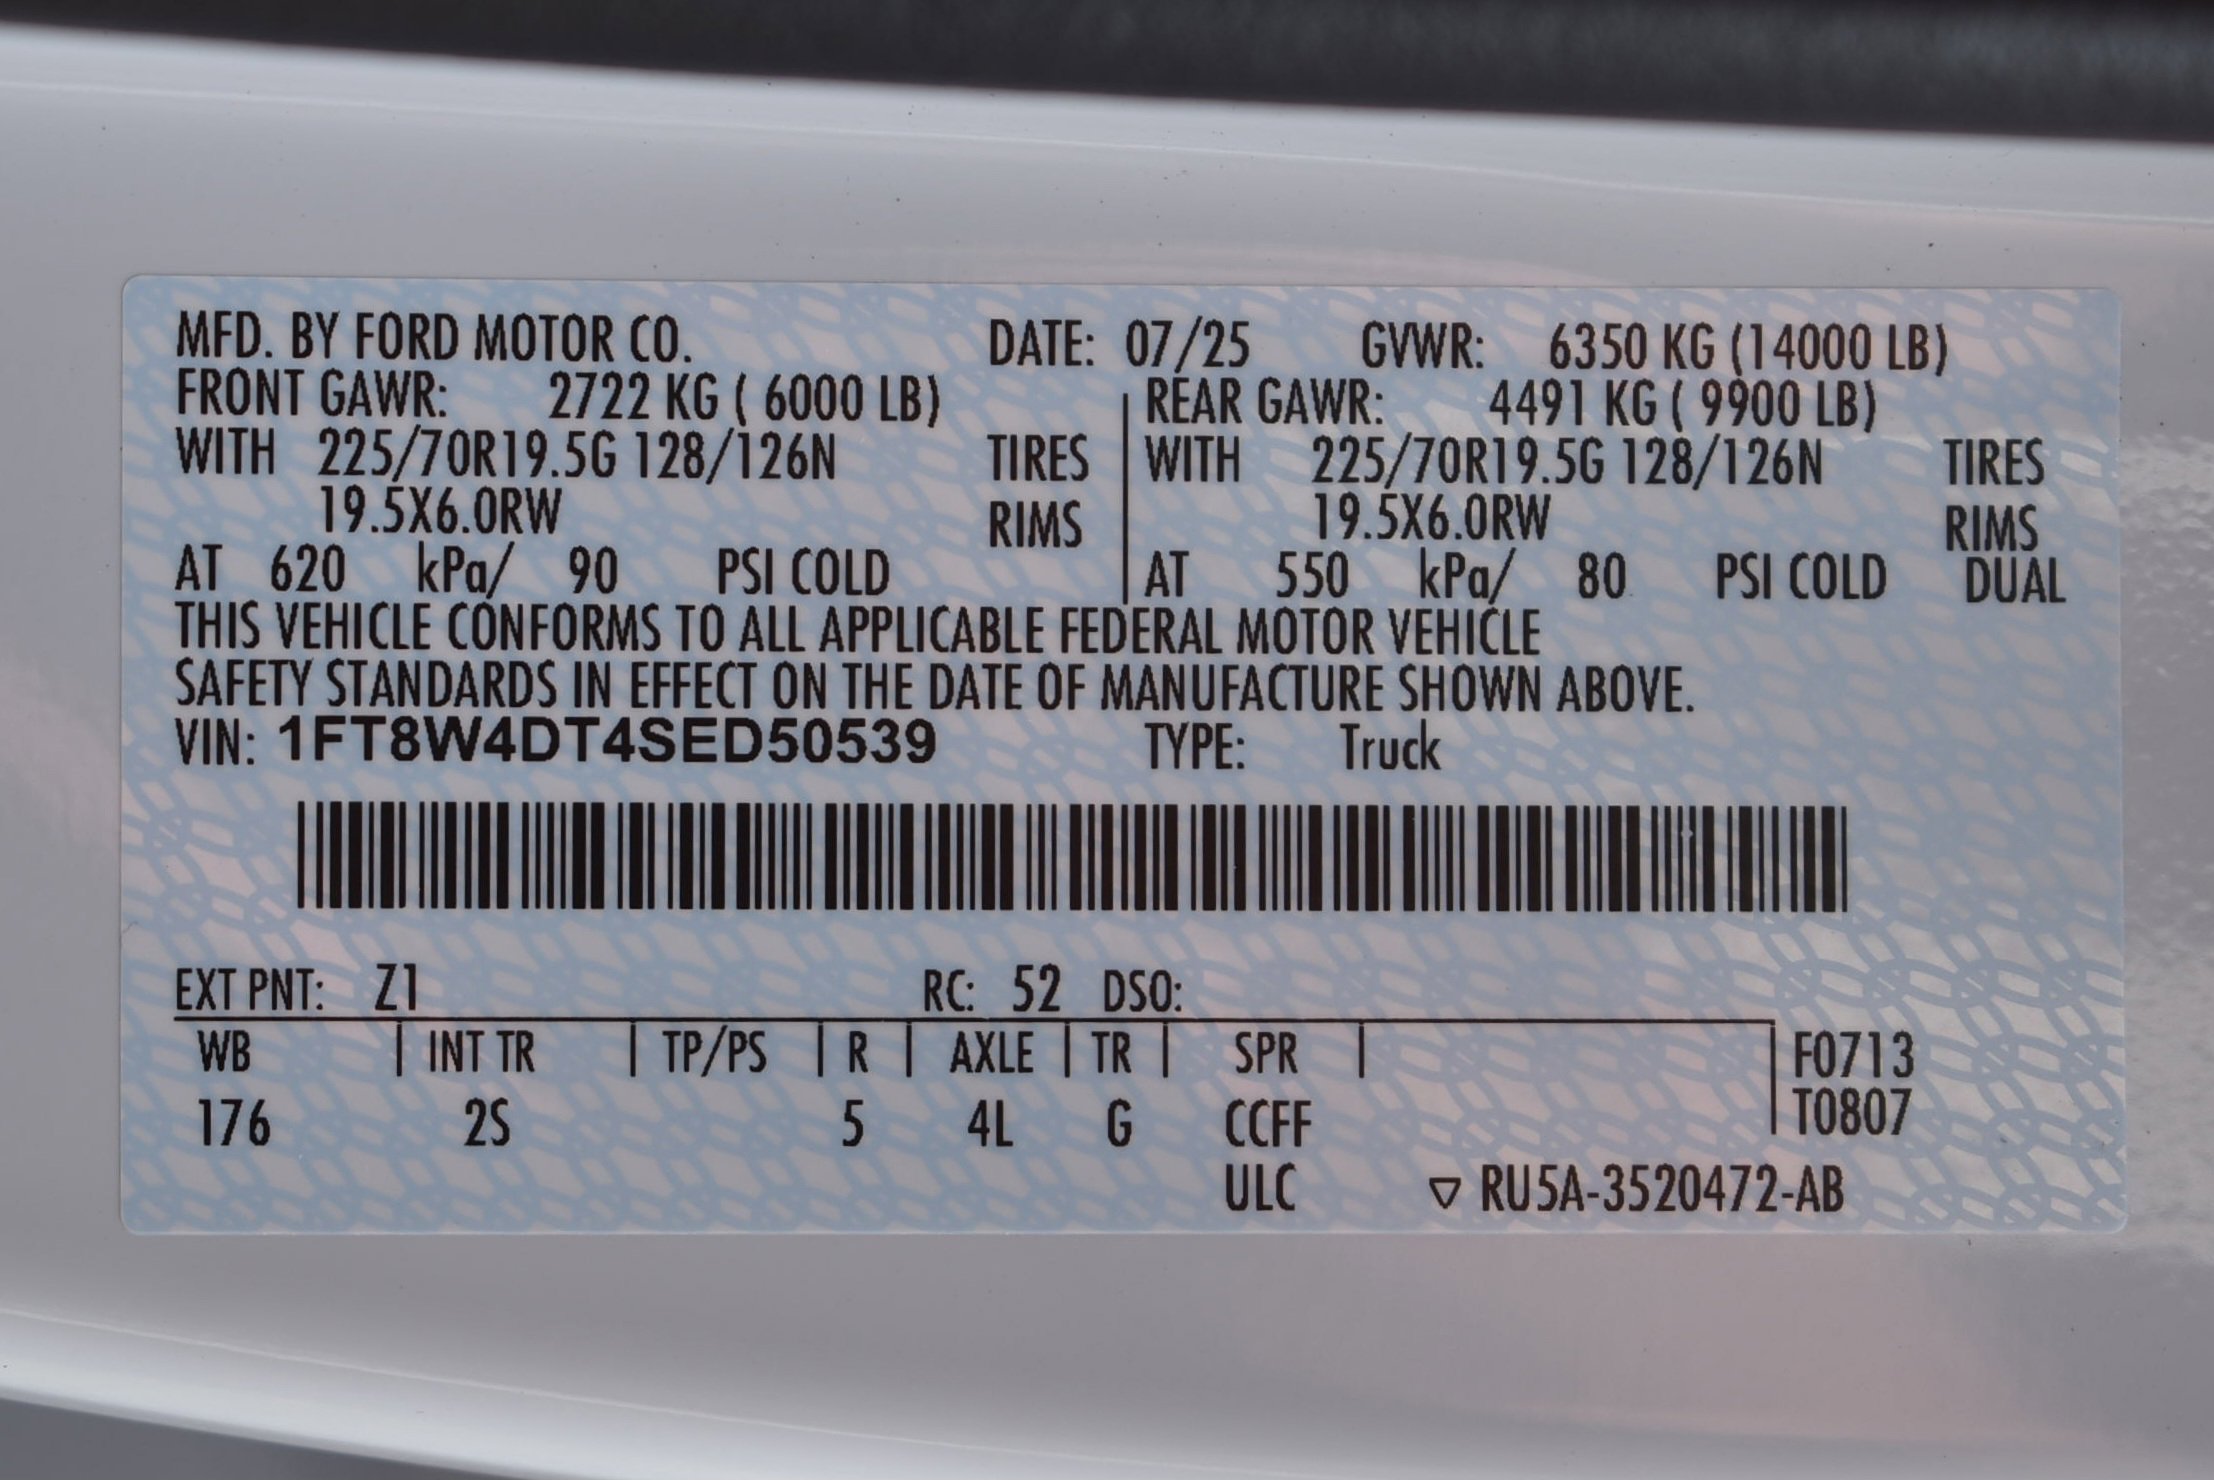 MFD. BY FORD MOTOR CO. DATE: 07/25 GVWR: 6350 KG (14000 LB)
FRONT GAWR: 2722 KG ( 6000 LB) REAR GAWR: 4491 KG ( 9900 LB)
WITH 225/70R19.5G 128/126N TIRES WITH 225/70R19.5G 128/126N TIRES
19.5X6.0RW RIMS 19.5X6.0RW RIMS
AT 620 kPa/ 90 PSI COLD AT 550 kPa/ 80 PSI COLD DUAL
THIS VEHICLE CONFORMS TO ALL APPLICABLE FEDERAL MOTOR VEHICLE
SAFETY STANDARDS IN EFFECT ON THE DATE OF MANUFACTURE SHOWN ABOVE.
VIN: 1FT8W4DT4SED50539 TYPE: Truck
EXT PNT: Z1 RC: 52 DSO:
WB | INT TR | TP/PS | R | AXLE | TR | SPR | F0713
176 2S 5 4L G CCFF T0807
ULC ▽ RU5A-3520472-AB